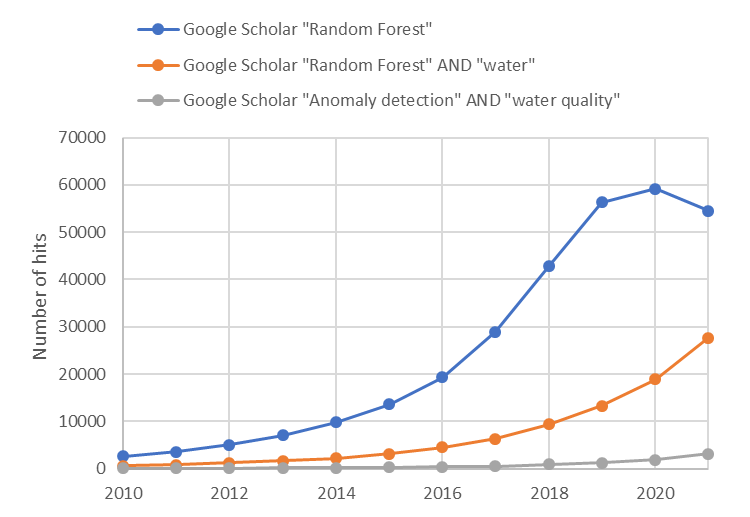 Google Scholar "Random Forest"
Google Scholar "Random Forest" AND "water"
Google Scholar "Anomaly detection" AND "water quality"
70000
60000
50000
40000
30000
20000
10000
0
Number of hits
2010 2012 2014 2016 2018 2020